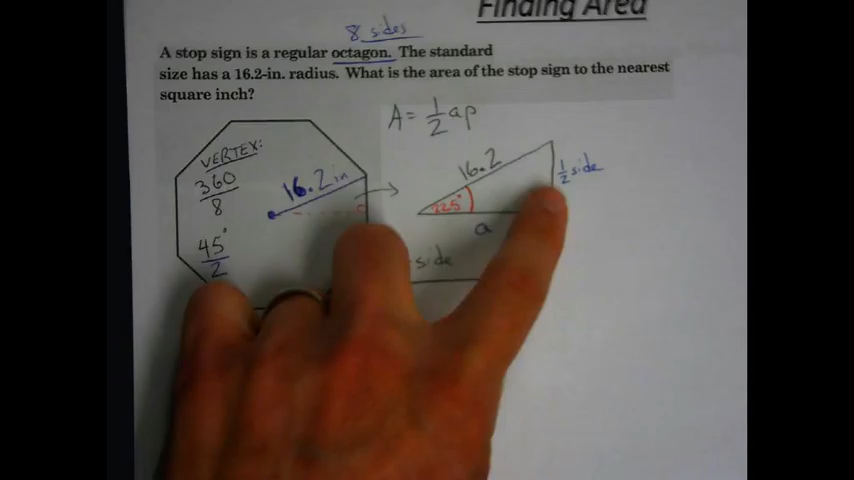 Finding Area
8 sides
A stop sign is a regular octagon. The standard
size has a 16.2-in. radius. What is the area of the stop sign to the nearest
square inch?
A = 1/2 ap
VERTEX:
360/8
45°/2
16.2 in
16.2
22.5°
a
1/2 side
side